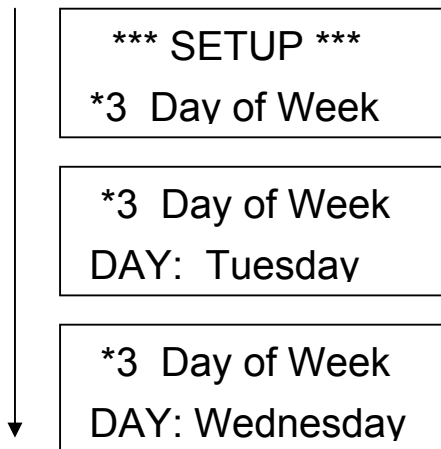 *** SETUP ***
*3 Day of Week
*3 Day of Week
DAY: Tuesday
*3 Day of Week
DAY: Wednesday